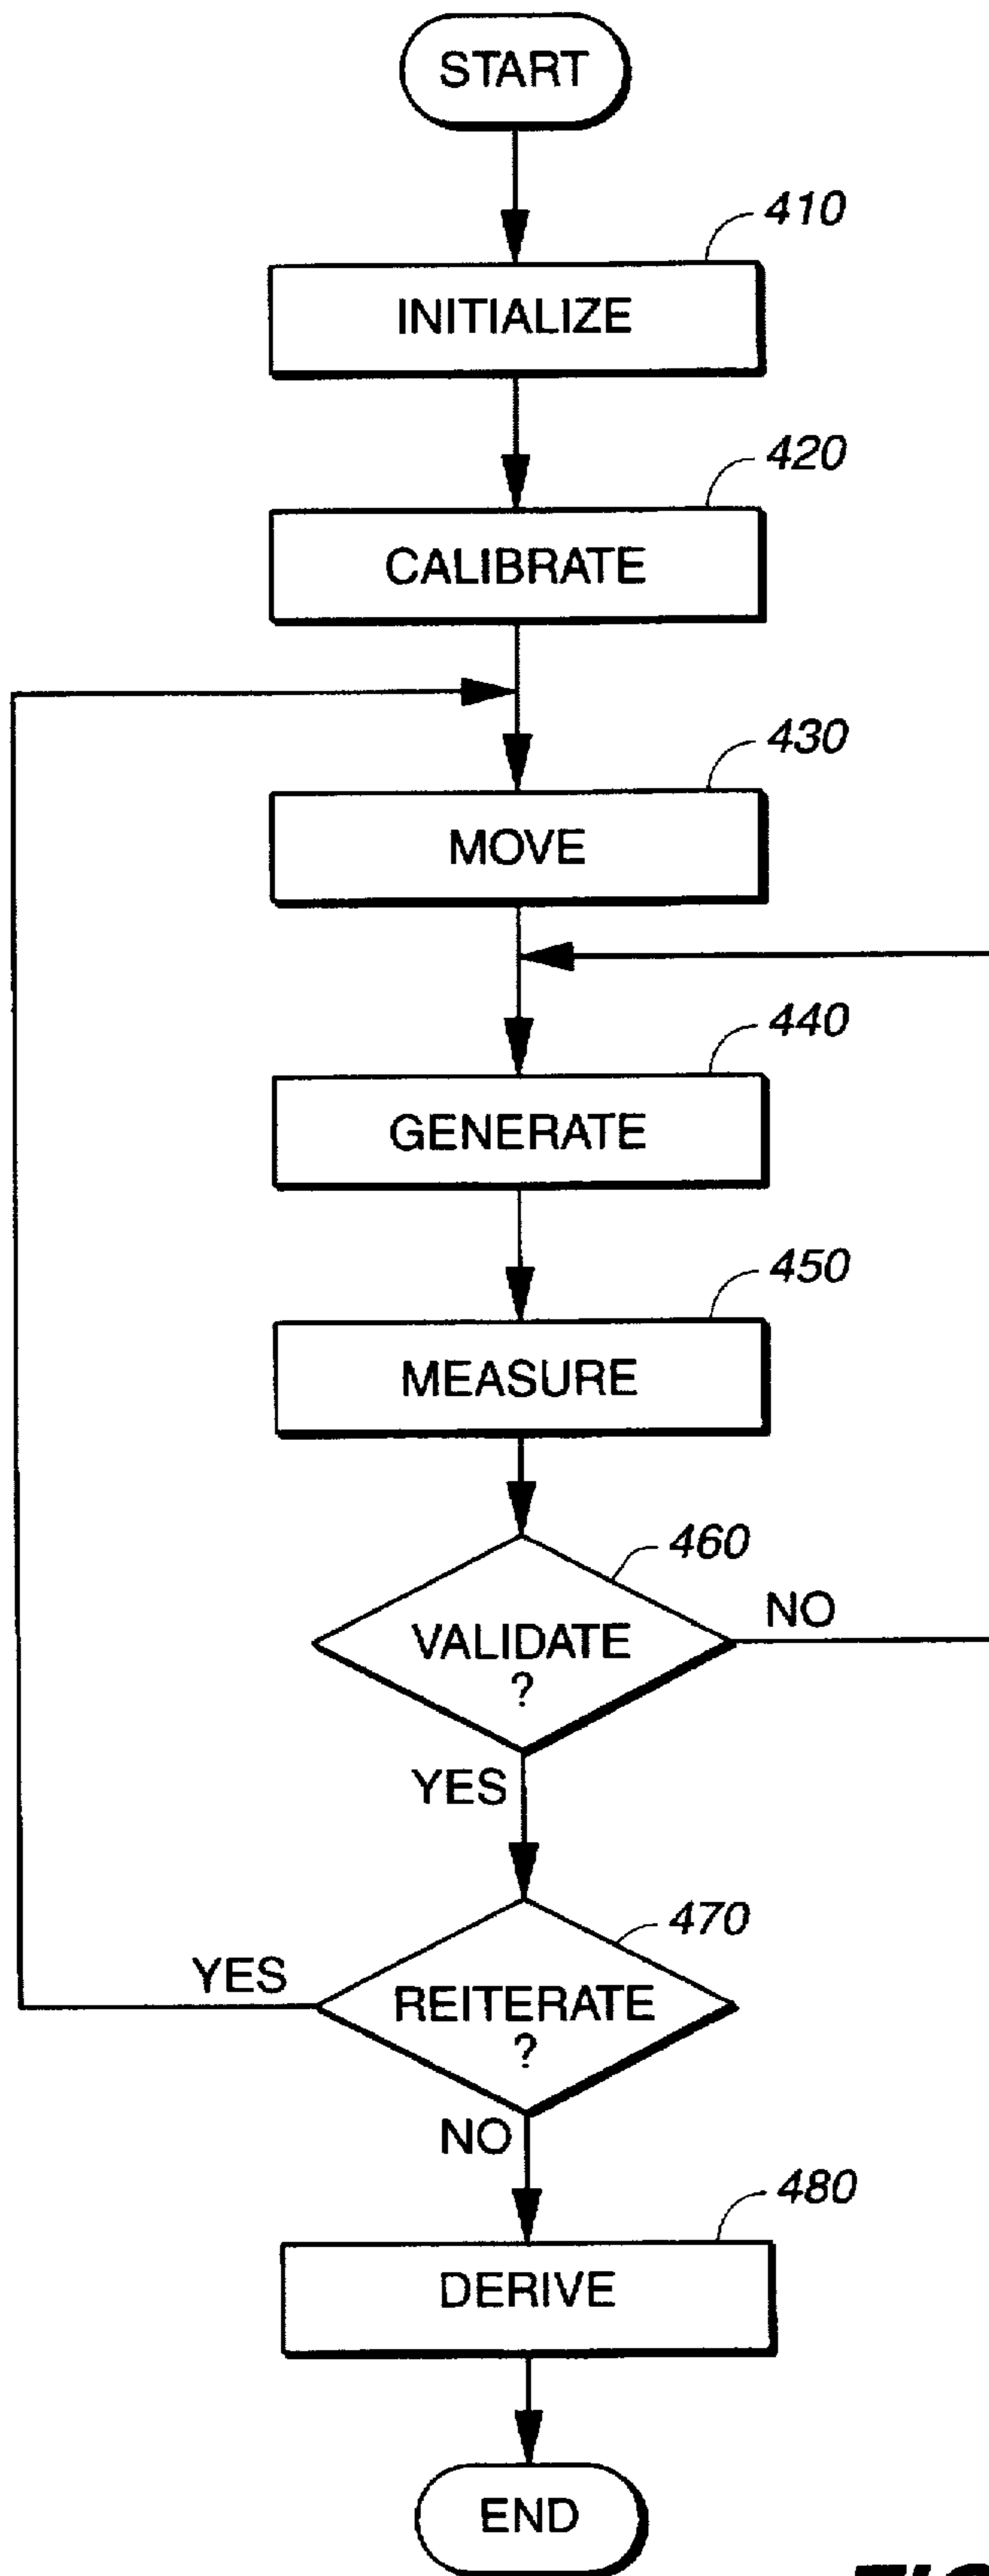 START
410
INITIALIZE
420
CALIBRATE
430
MOVE
440
GENERATE
450
MEASURE
460
NO
VALIDATE
?
YES
470
YES
REITERATE
?
NO
480
DERIVE
END